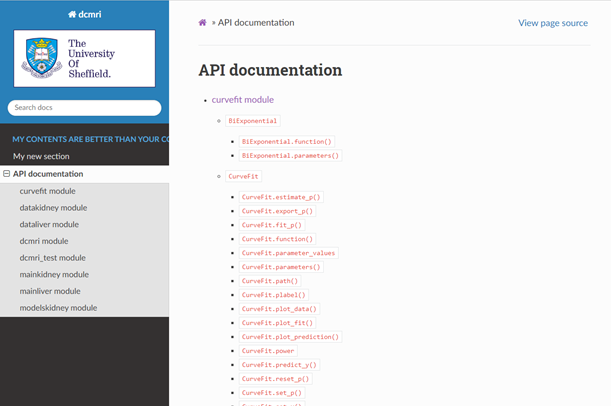 dcmri
The
University
Of
Sheffield.
Search docs
MY CONTENTS ARE BETTER THAN YOUR CO
My new section
API documentation
curvefit module
datakidney module
dataliver module
dcmri module
dcmri_test module
mainkidney module
mainliver module
modelskidney module
» API documentation
View page source
API documentation
curvefit module
BiExponential
BiExponential.function()
BiExponential.parameters()
CurveFit
CurveFit.estimate_p()
CurveFit.export_p()
CurveFit.fit_p()
CurveFit.function()
CurveFit.parameter_values
CurveFit.parameters()
CurveFit.path()
CurveFit.plabel()
CurveFit.plot_data()
CurveFit.plot_fit()
CurveFit.plot_prediction()
CurveFit.power
CurveFit.predict_y()
CurveFit.reset_p()
CurveFit.set_p()